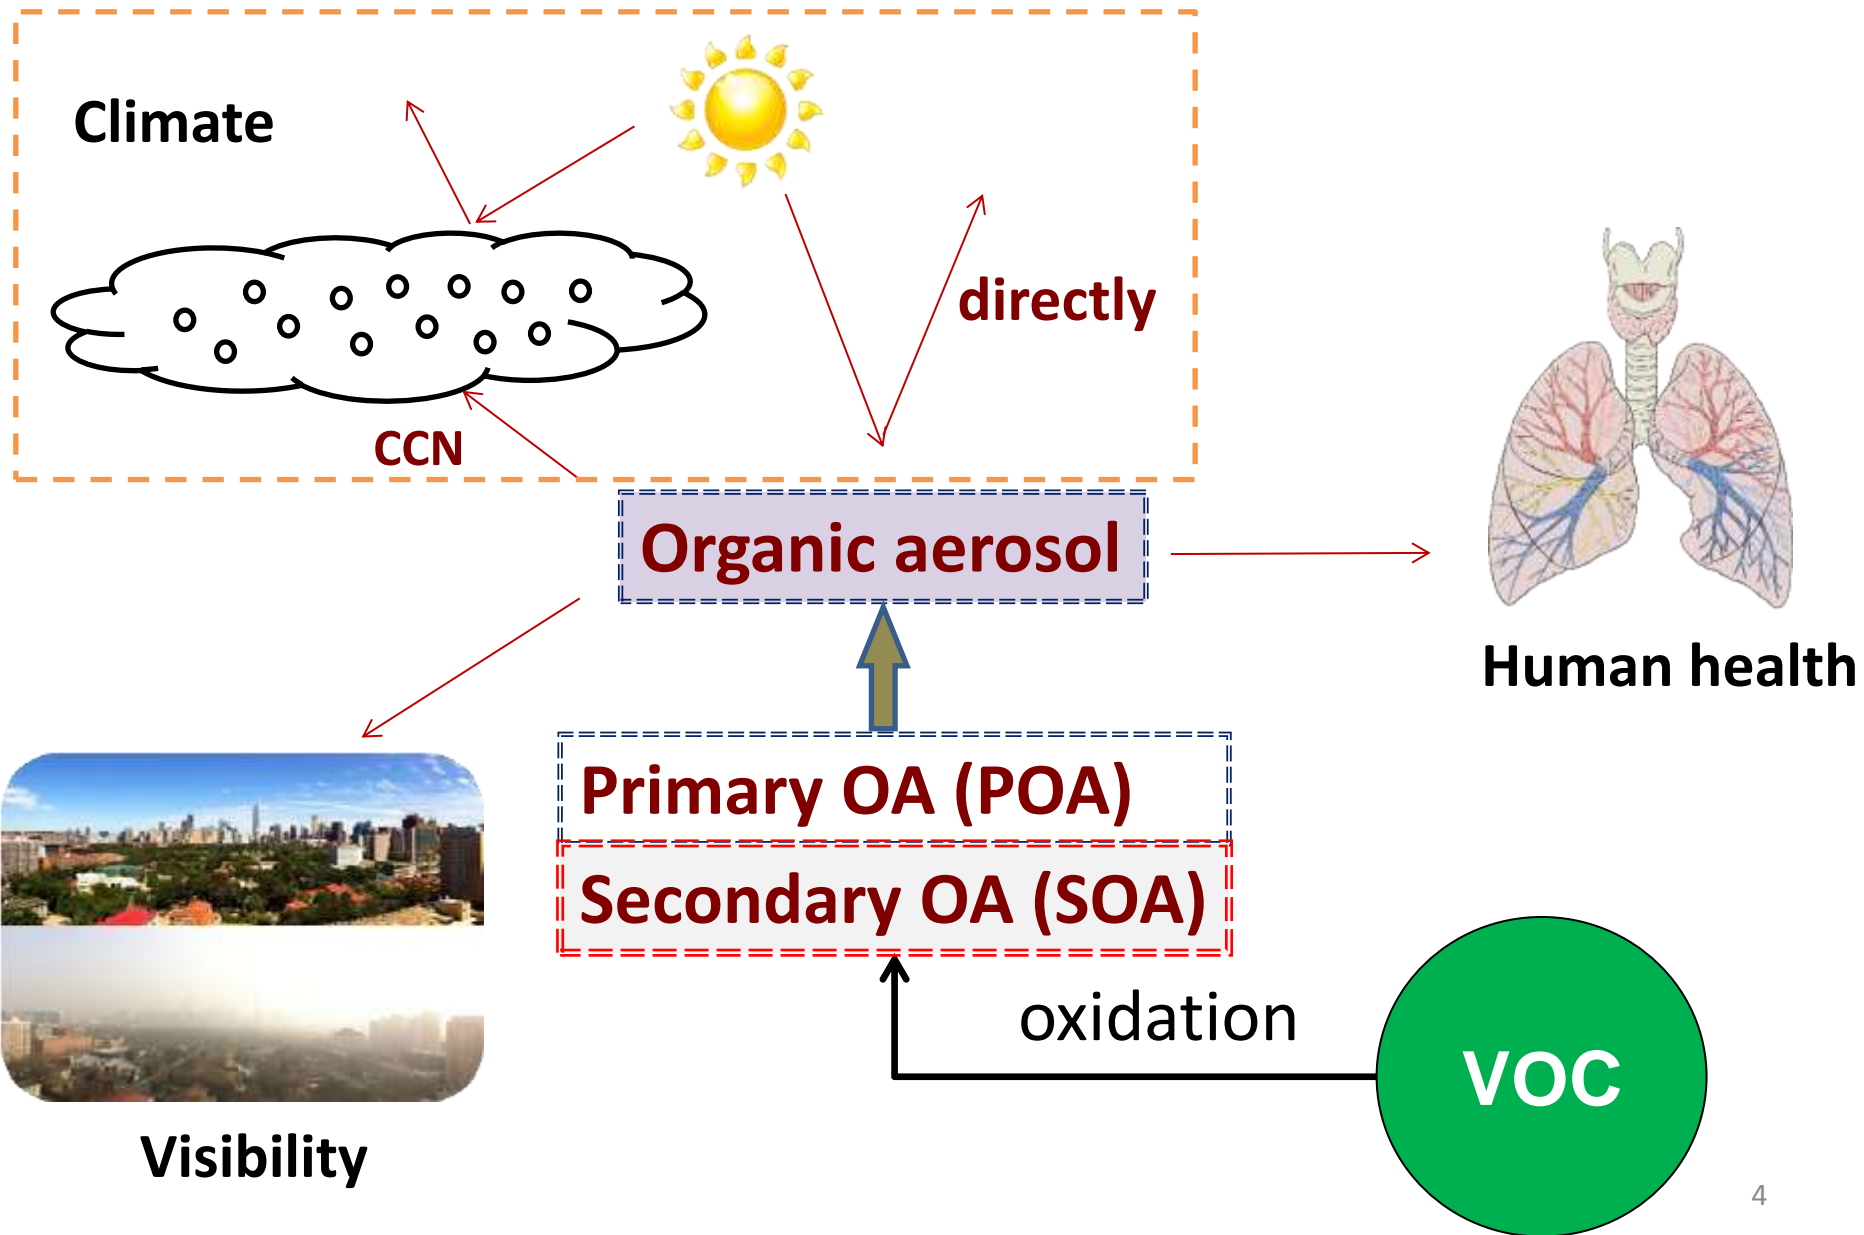 Climate
directly
CCN
Organic aerosol
Human health
Primary OA (POA)
Secondary OA (SOA)
oxidation
VOC
Visibility
4